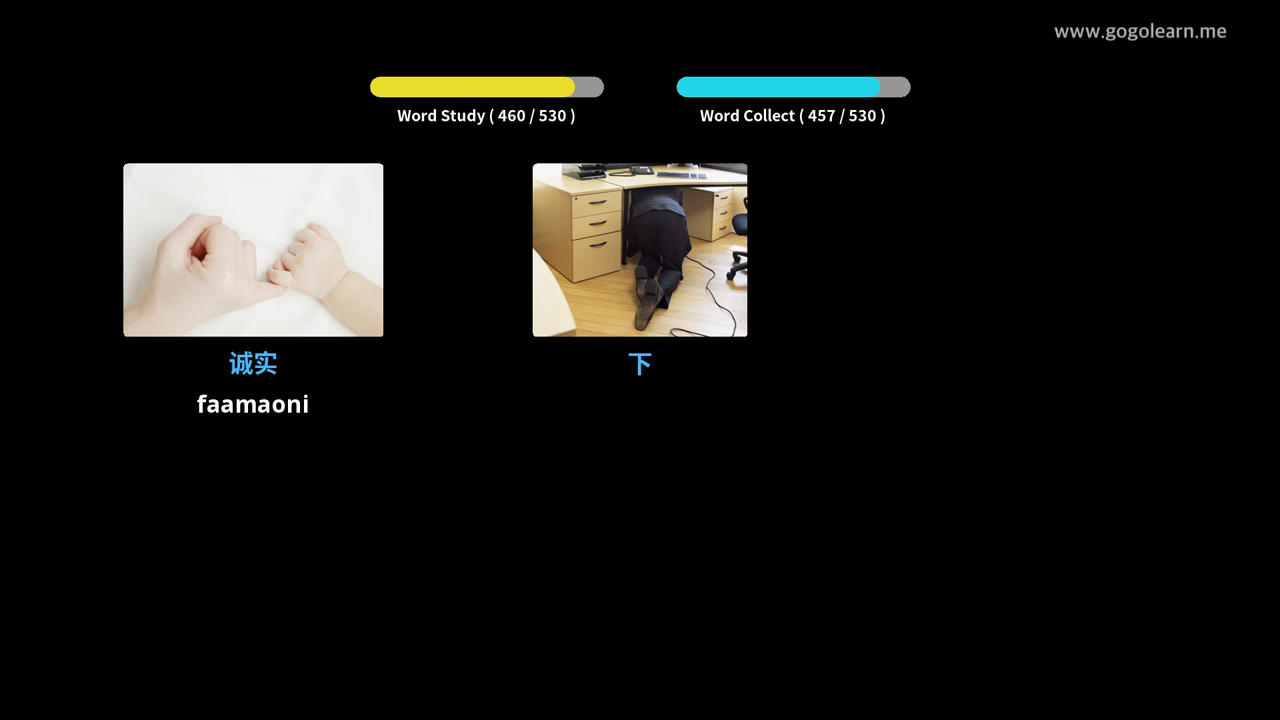 www.gogolearn.me
Word Study ( 460 / 530 )
Word Collect ( 457 / 530 )
诚实
下
faamaoni